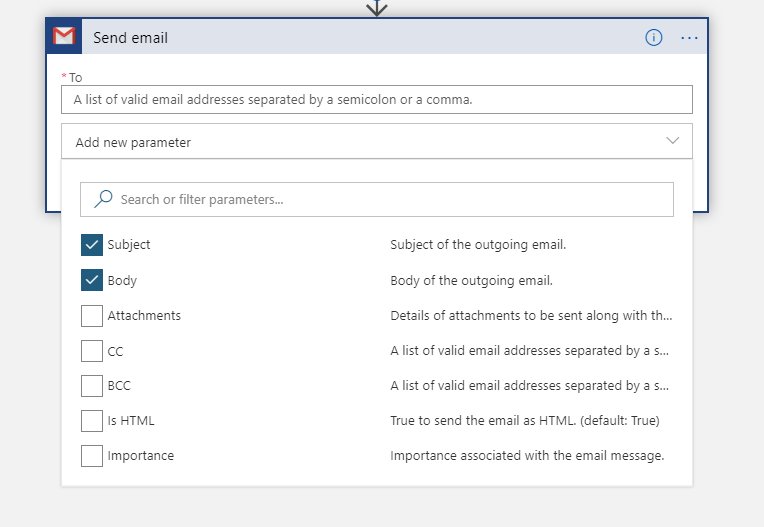 Send email
* To
A list of valid email addresses separated by a semicolon or a comma.
Add new parameter
Search or filter parameters...
Subject Subject of the outgoing email.
Body Body of the outgoing email.
Attachments Details of attachments to be sent along with th...
CC A list of valid email addresses separated by a s...
BCC A list of valid email addresses separated by a s...
Is HTML True to send the email as HTML. (default: True)
Importance Importance associated with the email message.